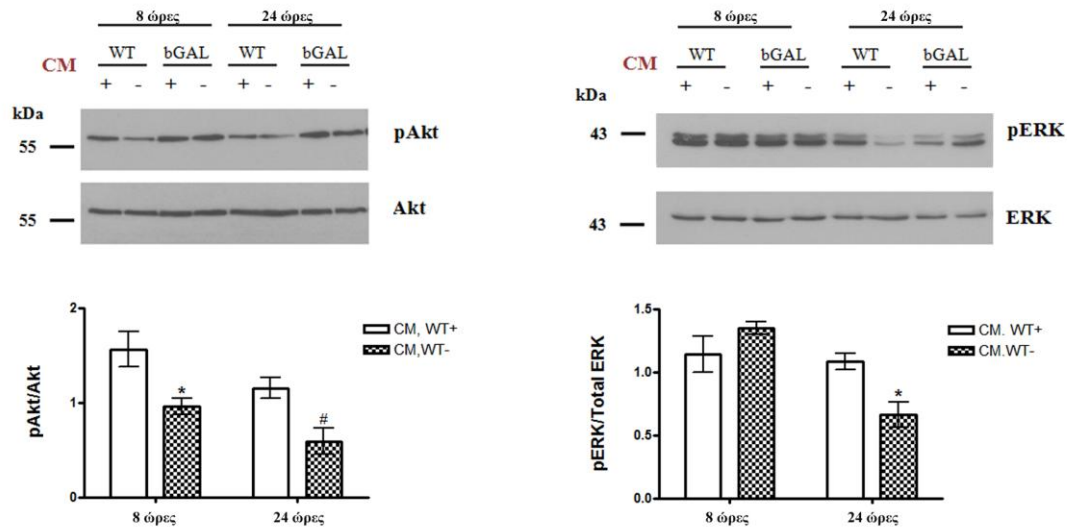 8 ώρες 24 ώρες
WT bGAL WT bGAL
CM
+ - + - + - + -
kDa
pAkt
55
Akt
55
8 ώρες 24 ώρες
WT bGAL WT bGAL
CM
+ - + - + - + -
kDa
43
pERK
ERK
43
2
1
0
pAkt/Akt
* #
8 ώρες 24 ώρες
CM, WT+
CM,WT-
1.5
1.0
0.5
0.0
pERK/Total ERK
*
8 ώρες 24 ώρες
CM. WT+
CM.WT-